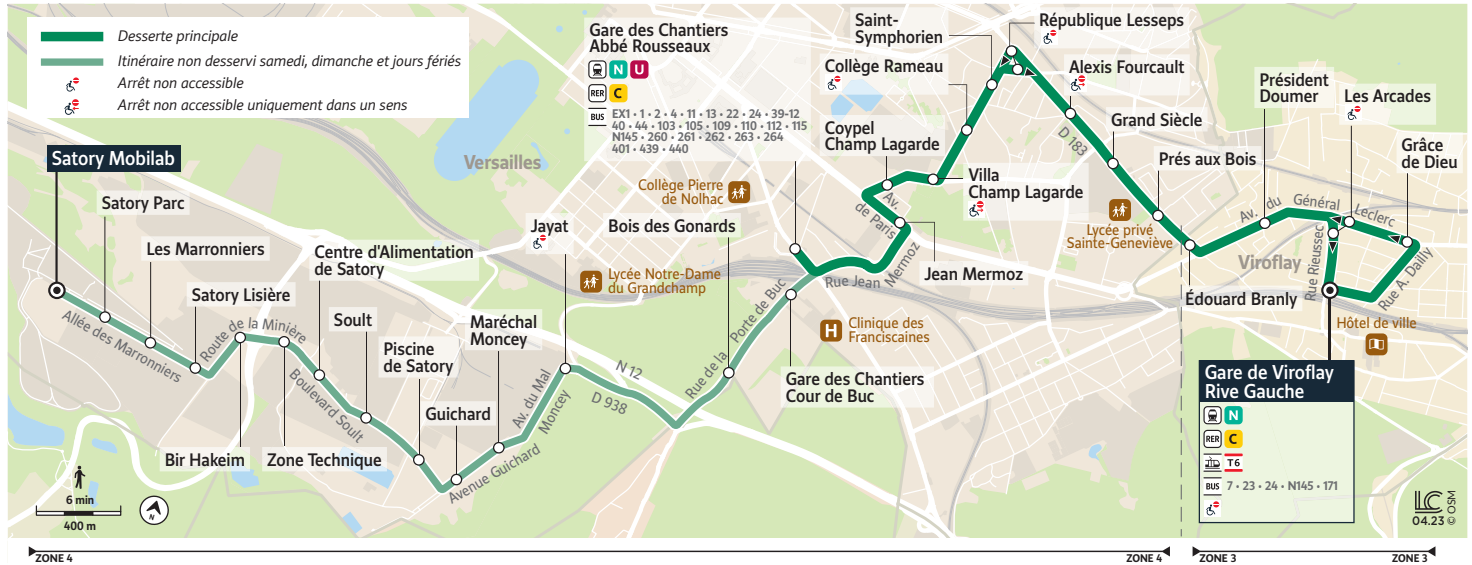 Desserte principale
Itinéraire non desservi samedi, dimanche et jours fériés
Arrêt non accessible
Arrêt non accessible uniquement dans un sens
Gare des Chantiers
Abbé Rousseaux
N U
RER C
BUS EX1 • 1 • 2 • 4 • 11 • 13 • 22 • 24 • 39-12
40 • 44 • 103 • 105 • 109 • 110 • 112 • 115
N145 • 260 • 261 • 262 • 263 • 264
401 • 439 • 440
Saint-
Symphorien
République Lesseps
Collège Rameau
Alexis Fourcault
Président
Doumer
Les Arcades
Coypel
Champ Lagarde
Grand Siècle
D 183
Grâce
de Dieu
Versailles
Satory Mobilab
Prés aux Bois
Villa
Champ Lagarde
Collège Pierre
de Nolhac
Av.
de Paris
Av. du Général Leclerc
Satory Parc
Jayat
Bois des Gonards
Lycée privé
Sainte-Geneviève
Les Marronniers
Centre d'Alimentation
de Satory
Viroflay
Rue Rieussec
Rue A. Dailly
Jean Mermoz
Rue Jean Mermoz
Lycée Notre-Dame
du Grandchamp
Satory Lisière
Édouard Branly
Allée des Marronniers
Route de la Minière
Soult
Maréchal
Moncey
Rue de la Porte de Buc
H
Clinique des
Franciscaines
Hôtel de ville
Piscine
de Satory
N 12
D 938
Gare des Chantiers
Cour de Buc
Gare de Viroflay
Rive Gauche
N
RER C
T6
BUS 7 • 23 • 24 • N145 • 171
Boulevard Soult
Guichard
Av. du Mal
Moncey
Bir Hakeim
Zone Technique
Avenue Guichard
6 min
400 m
N
LC
04.23 © OSM
ZONE 4
ZONE 4
ZONE 3
ZONE 3